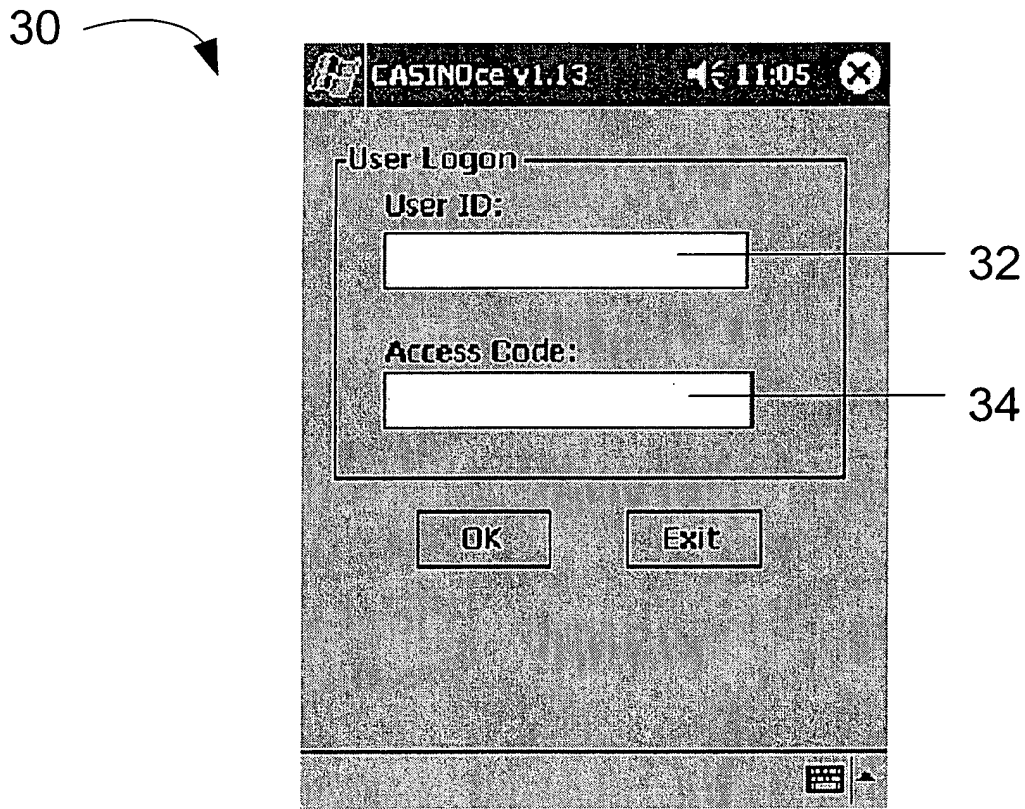 30
CASINOce v1.13 11:05
User Logon
User ID:
32
Access Code:
34
OK Exit